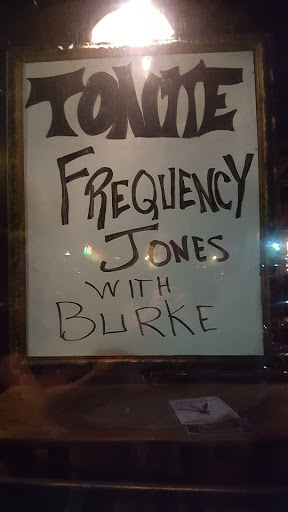 TONITE
FREQUENCY
JONES
WITH
BURKE